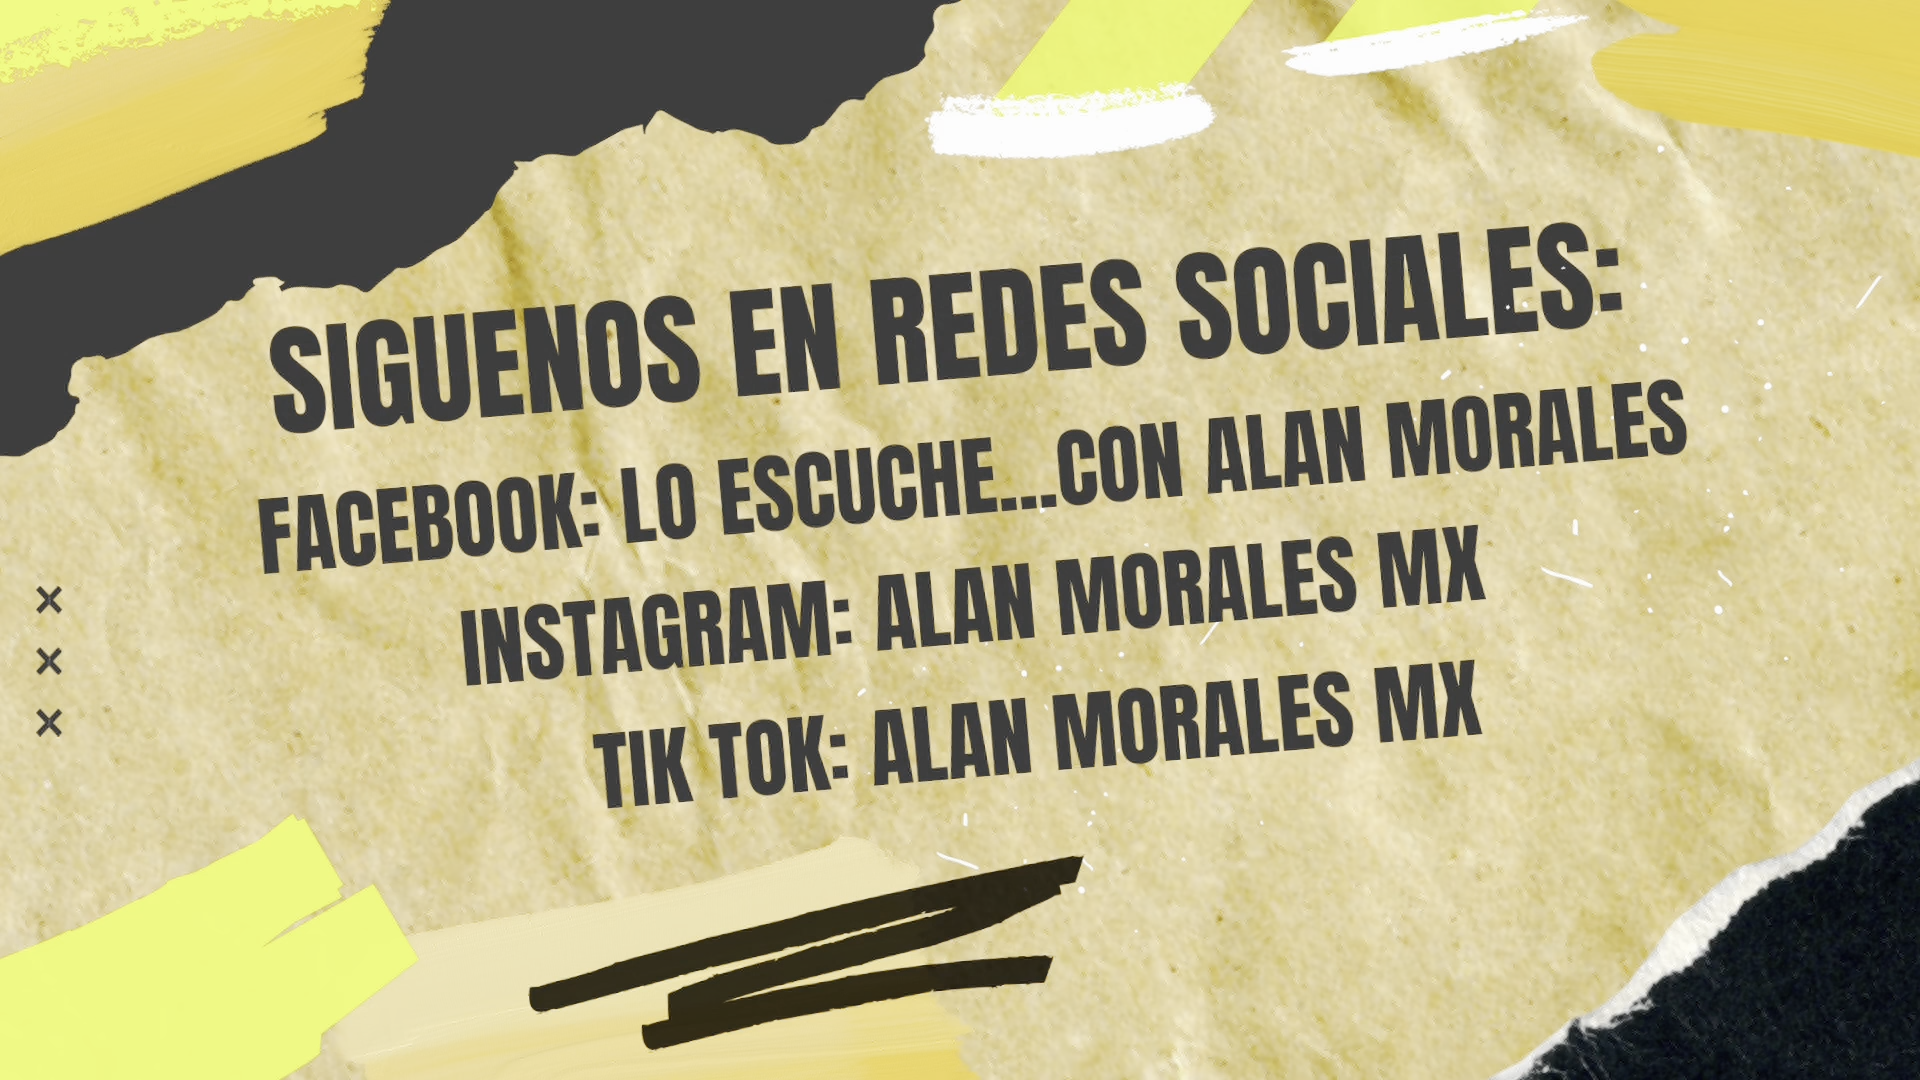 SIGUENOS EN REDES SOCIALES:
FACEBOOK: LO ESCUCHE...CON ALAN MORALES
INSTAGRAM: ALAN MORALES MX
TIK TOK: ALAN MORALES MX